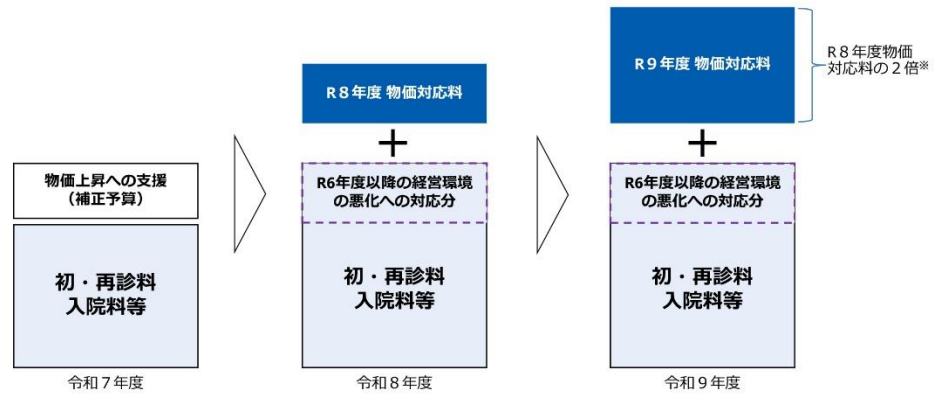 物価上昇への支援
（補正予算）
初・再診料
入院料等
令和７年度
R８年度 物価対応料
＋
R6年度以降の経営環境
の悪化への対応分
初・再診料
入院料等
令和８年度
R９年度 物価対応料
R８年度物価
対応料の２倍※
＋
R6年度以降の経営環境
の悪化への対応分
初・再診料
入院料等
令和９年度